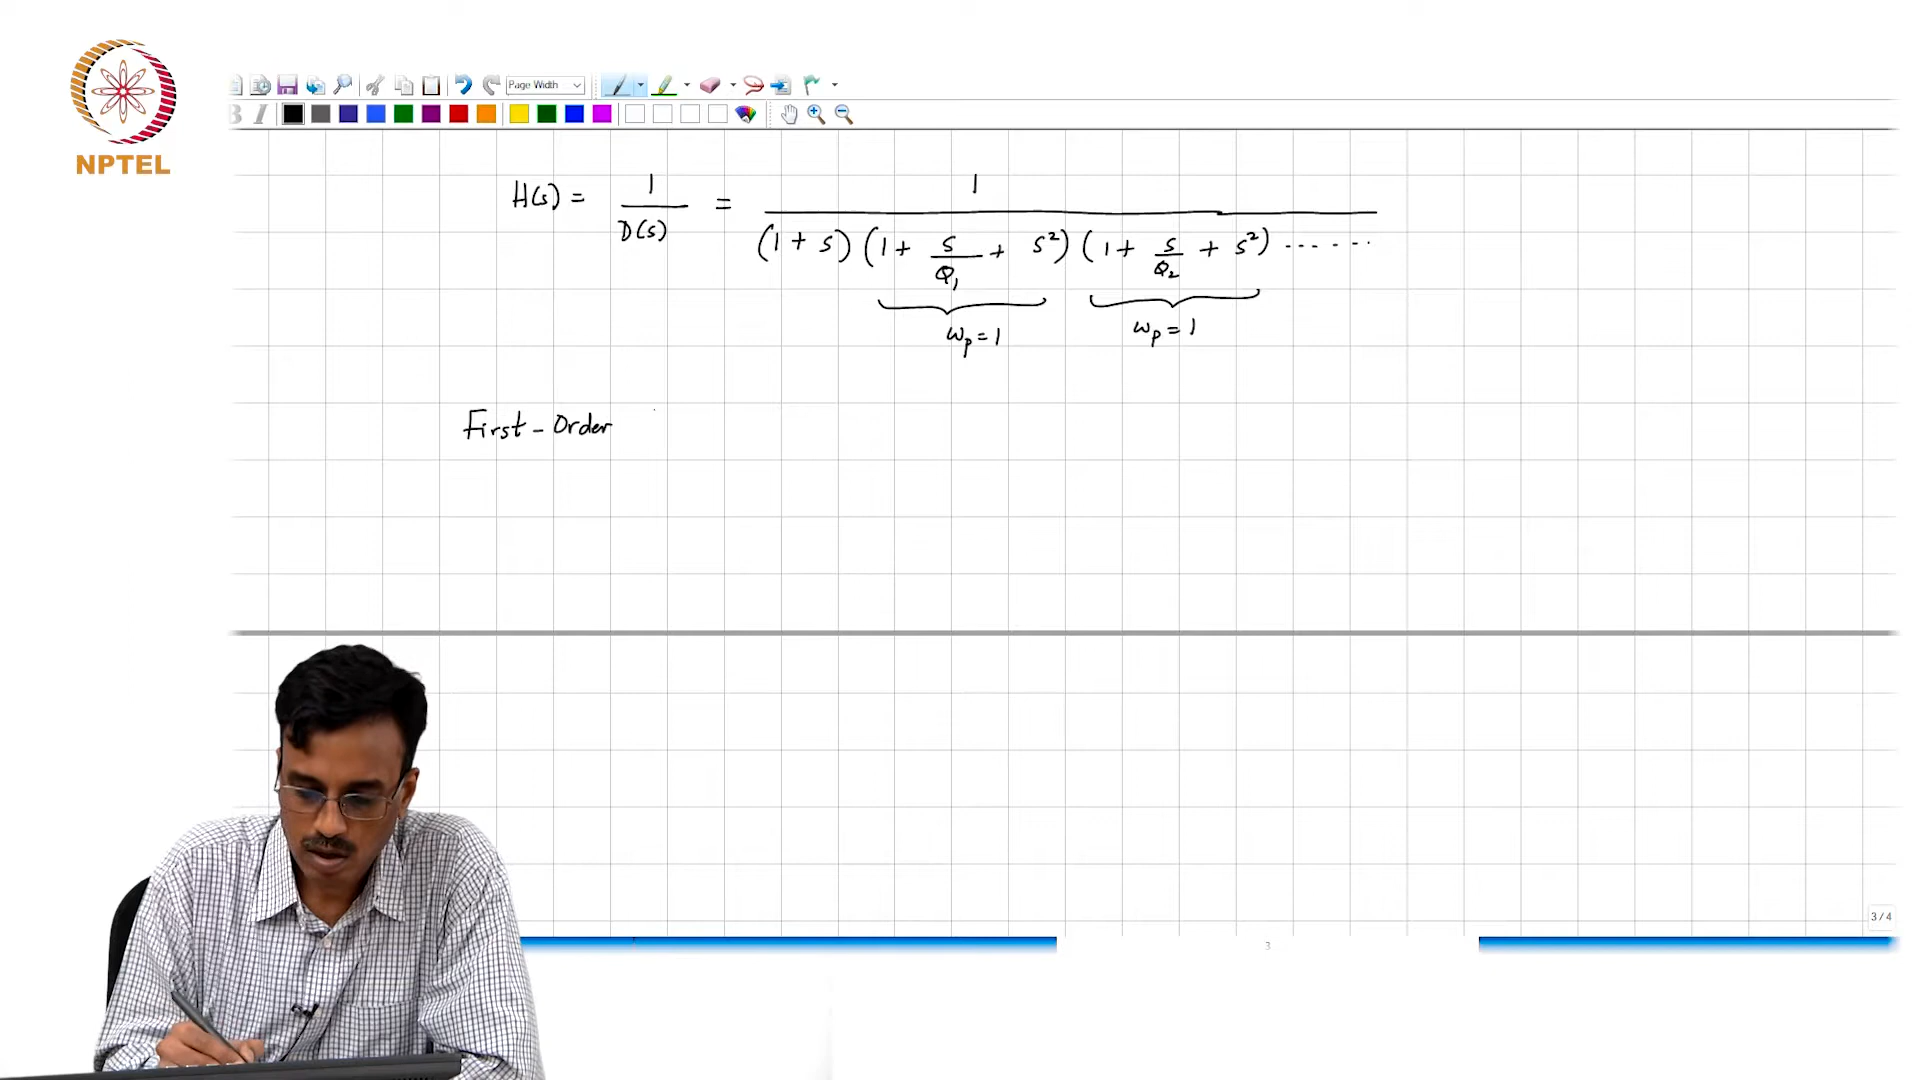 NPTEL
Page Width
B I
H(s) = 1 / D(s) = 1 / (1 + s) (1 + s/Q₁ + s²) (1 + s/Q₂ + s²) ......
ωp = 1 ωp = 1
First-Order
3 / 4
3